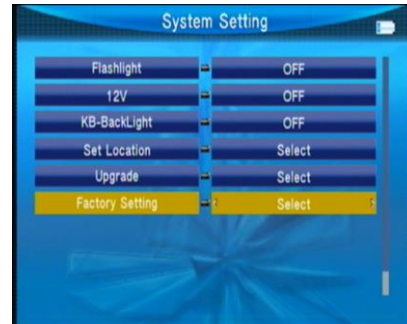 System Setting
Flashlight OFF
12V OFF
KB-BackLight OFF
Set Location Select
Upgrade Select
Factory Setting Select